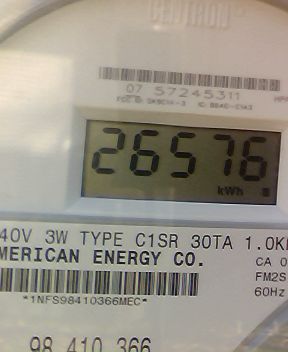 CENTRON
07 57245311
26576
kWh
40V 3W TYPE C1SR 30TA 1.0K
MERICAN ENERGY CO.
CA 0
FM2S
*1NFS98410366MEC*
60Hz
98 410 366